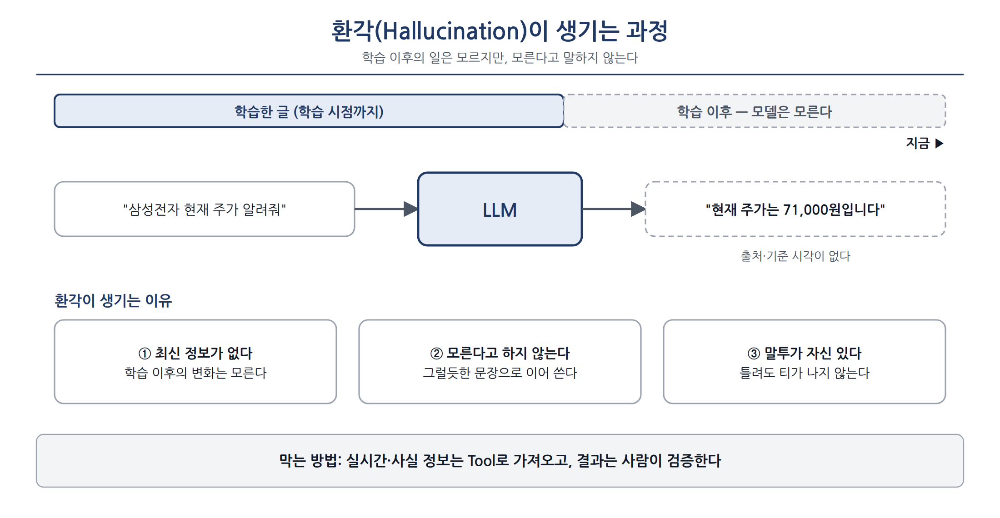 환각(Hallucination)이 생기는 과정
학습 이후의 일은 모르지만, 모른다고 말하지 않는다
학습한 글 (학습 시점까지)
학습 이후 — 모델은 모른다
지금 ▶
"삼성전자 현재 주가 알려줘"
LLM
"현재 주가는 71,000원입니다"
출처·기준 시각이 없다
환각이 생기는 이유
① 최신 정보가 없다
학습 이후의 변화는 모른다
② 모른다고 하지 않는다
그럴듯한 문장으로 이어 쓴다
③ 말투가 자신 있다
틀려도 티가 나지 않는다
막는 방법: 실시간·사실 정보는 Tool로 가져오고, 결과는 사람이 검증한다